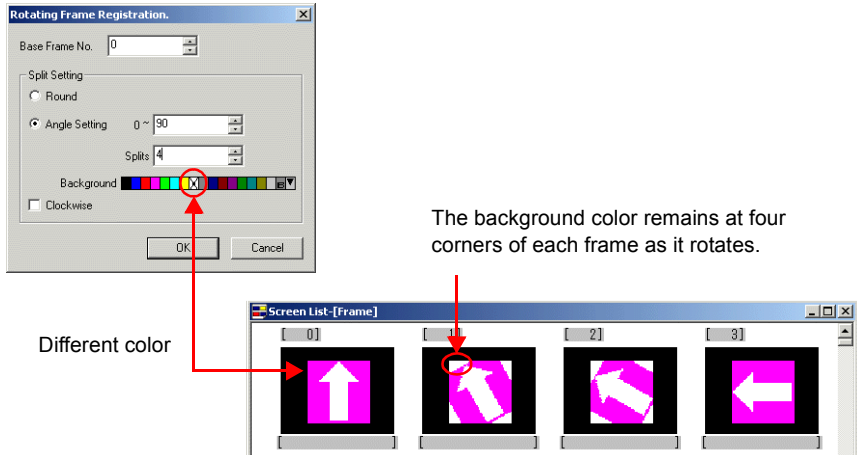 Rotating Frame Registration.
Base Frame No. 0
Split Setting
Round
Angle Setting 0 ~ 90
Splits 4
Background
Clockwise
OK Cancel
The background color remains at four
corners of each frame as it rotates.
Different color
Screen List-[Frame]
[ 0] [ 1] [ 2] [ 3]
[ ] [ ] [ ] [ ]